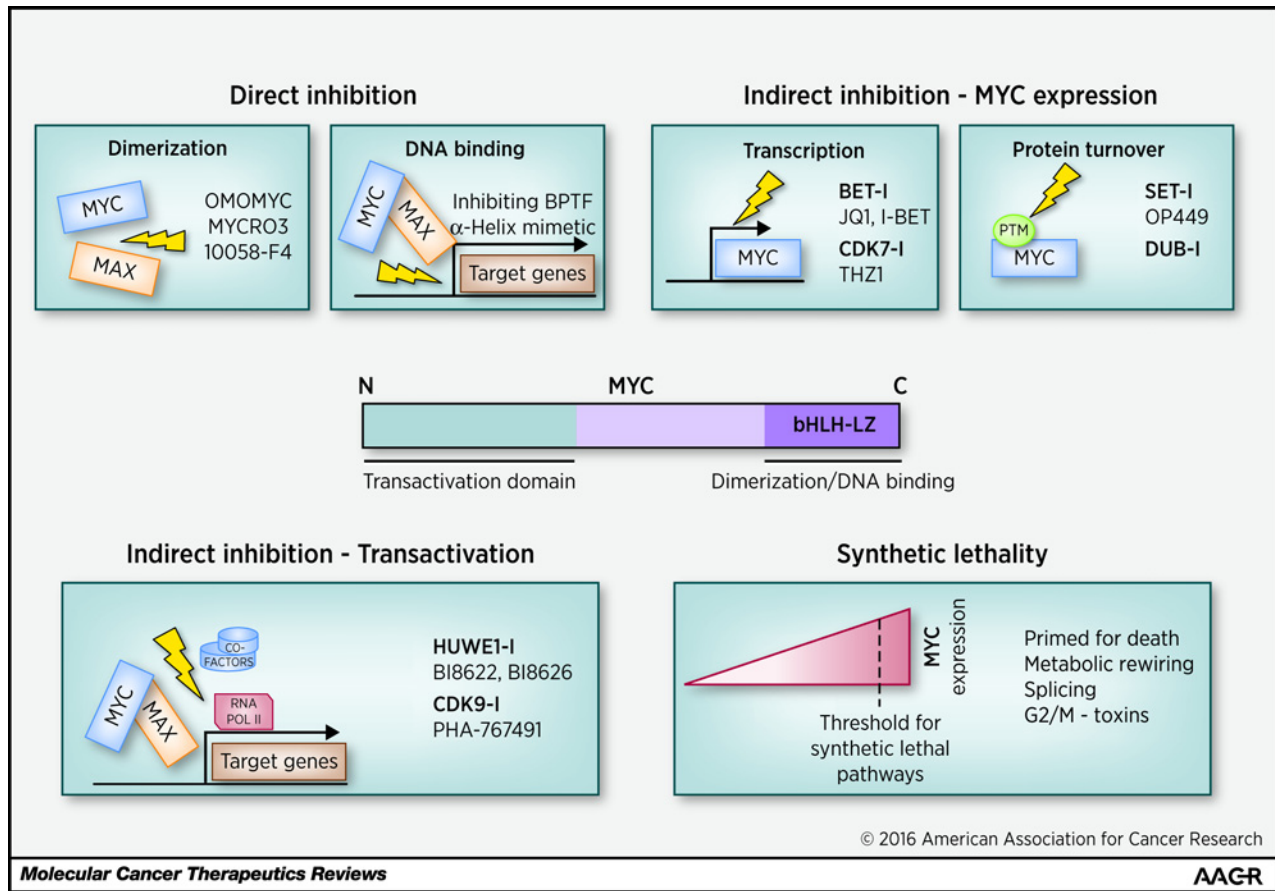 Direct inhibition
Dimerization
MYC
MAX
OMOMYC
MYCRO3
10058-F4
DNA binding
MYC
MAX
Inhibiting BPTF
α-Helix mimetic
Target genes
Indirect inhibition - MYC expression
Transcription
MYC
BET-I
JQ1, I-BET
CDK7-I
THZ1
Protein turnover
PTM
MYC
SET-I
OP449
DUB-I
N MYC C
bHLH-LZ
Transactivation domain
Dimerization/DNA binding
Indirect inhibition - Transactivation
MYC
MAX
CO-
FACTORS
RNA
POL II
Target genes
HUWE1-I
BI8622, BI8626
CDK9-I
PHA-767491
Synthetic lethality
MYC
expression
Threshold for
synthetic lethal
pathways
Primed for death
Metabolic rewiring
Splicing
G2/M - toxins
© 2016 American Association for Cancer Research
Molecular Cancer Therapeutics Reviews
AACR